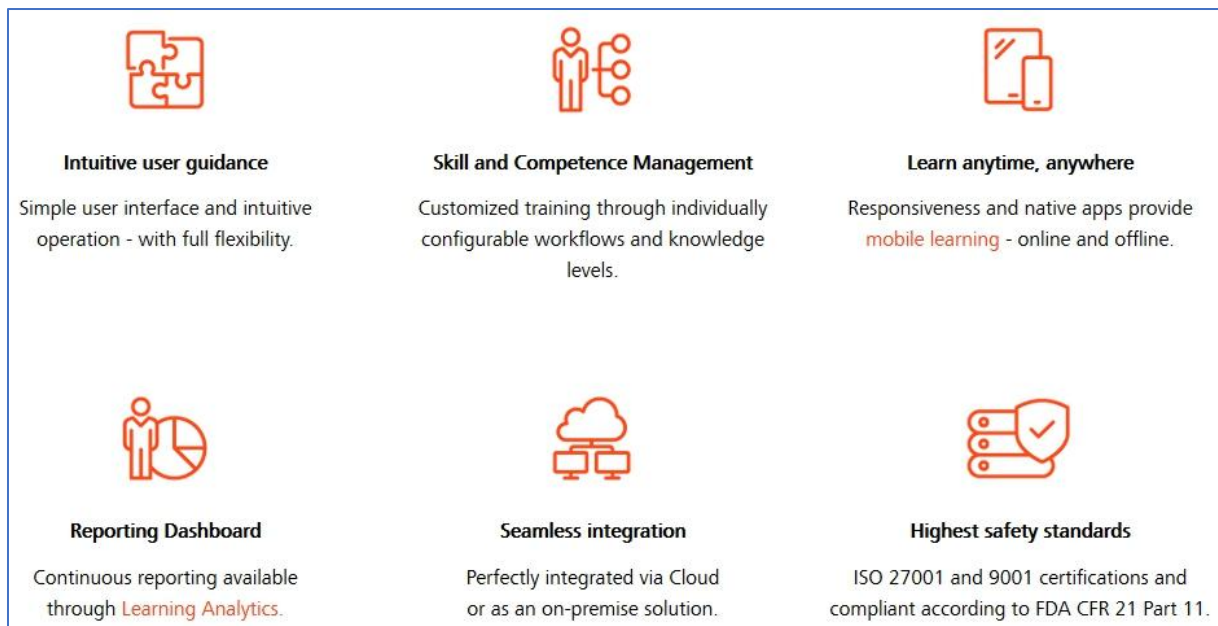 Intuitive user guidance
Simple user interface and intuitive
operation - with full flexibility.
Skill and Competence Management
Customized training through individually
configurable workflows and knowledge
levels.
Learn anytime, anywhere
Responsiveness and native apps provide
mobile learning - online and offline.
Reporting Dashboard
Continuous reporting available
through Learning Analytics.
Seamless integration
Perfectly integrated via Cloud
or as an on-premise solution.
Highest safety standards
ISO 27001 and 9001 certifications and
compliant according to FDA CFR 21 Part 11.